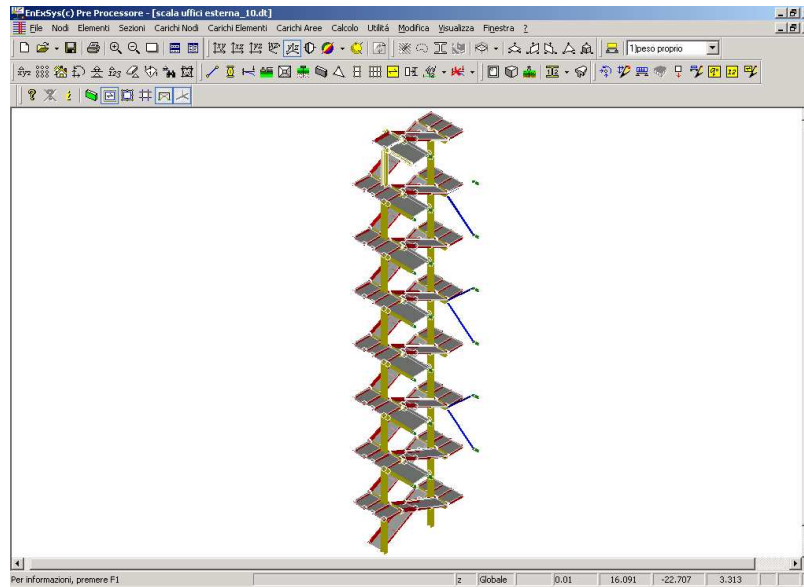 EnExSys(c) Pre Processore - [scala uffici esterna_10.dt]
File Nodi Elementi Sezioni Carichi Nodi Carichi Elementi Carichi Aree Calcolo Utilità Modifica Visualizza Finestra ?
1)peso proprio
Per informazioni, premere F1 z Globale 0.01 16.091 -22.707 3.313